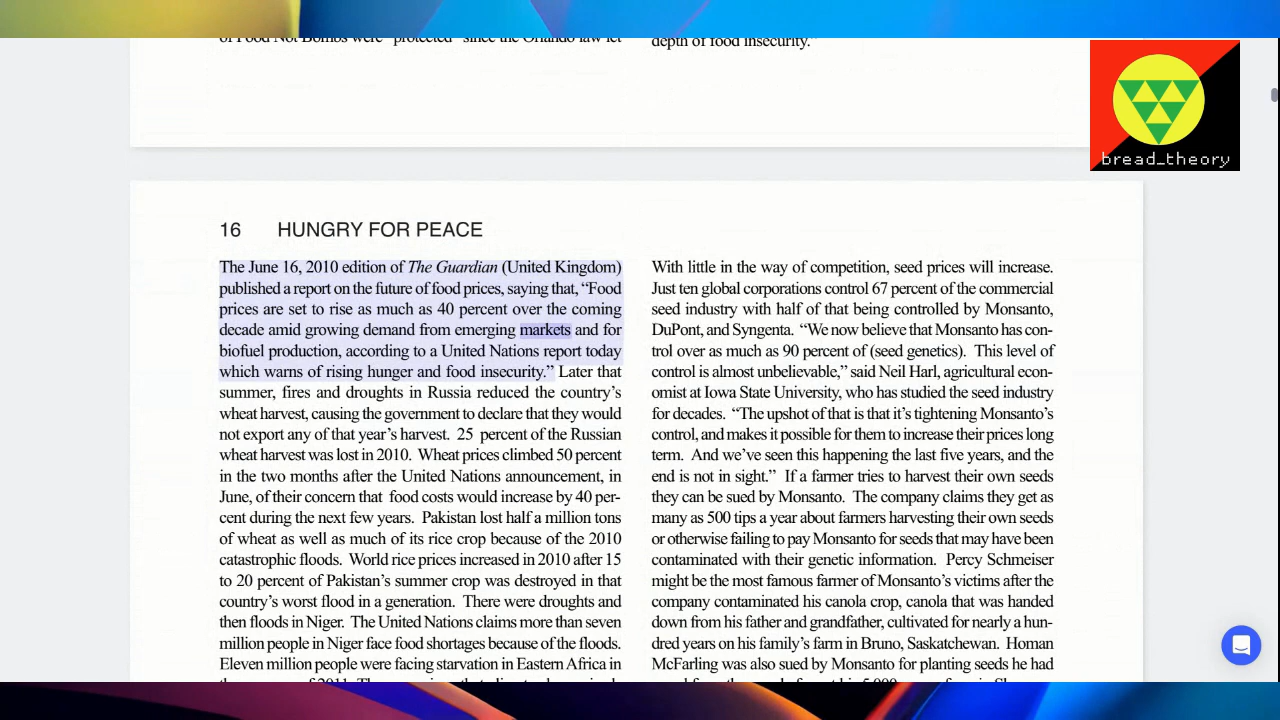 of Food Not Bombs were "protected" since the Orlando law let
depth of food insecurity."
bread_theory
16 HUNGRY FOR PEACE
The June 16, 2010 edition of The Guardian (United Kingdom)
published a report on the future of food prices, saying that, “Food
prices are set to rise as much as 40 percent over the coming
decade amid growing demand from emerging markets and for
biofuel production, according to a United Nations report today
which warns of rising hunger and food insecurity.” Later that
summer, fires and droughts in Russia reduced the country’s
wheat harvest, causing the government to declare that they would
not export any of that year’s harvest. 25 percent of the Russian
wheat harvest was lost in 2010. Wheat prices climbed 50 percent
in the two months after the United Nations announcement, in
June, of their concern that food costs would increase by 40 per-
cent during the next few years. Pakistan lost half a million tons
of wheat as well as much of its rice crop because of the 2010
catastrophic floods. World rice prices increased in 2010 after 15
to 20 percent of Pakistan’s summer crop was destroyed in that
country’s worst flood in a generation. There were droughts and
then floods in Niger. The United Nations claims more than seven
million people in Niger face food shortages because of the floods.
Eleven million people were facing starvation in Eastern Africa in
With little in the way of competition, seed prices will increase.
Just ten global corporations control 67 percent of the commercial
seed industry with half of that being controlled by Monsanto,
DuPont, and Syngenta. “We now believe that Monsanto has con-
trol over as much as 90 percent of (seed genetics). This level of
control is almost unbelievable,” said Neil Harl, agricultural econ-
omist at Iowa State University, who has studied the seed industry
for decades. “The upshot of that is that it’s tightening Monsanto’s
control, and makes it possible for them to increase their prices long
term. And we’ve seen this happening the last five years, and the
end is not in sight.” If a farmer tries to harvest their own seeds
they can be sued by Monsanto. The company claims they get as
many as 500 tips a year about farmers harvesting their own seeds
or otherwise failing to pay Monsanto for seeds that may have been
contaminated with their genetic information. Percy Schmeiser
might be the most famous farmer of Monsanto’s victims after the
company contaminated his canola crop, canola that was handed
down from his father and grandfather, cultivated for nearly a hun-
dred years on his family’s farm in Bruno, Saskatchewan. Homan
McFarling was also sued by Monsanto for planting seeds he had